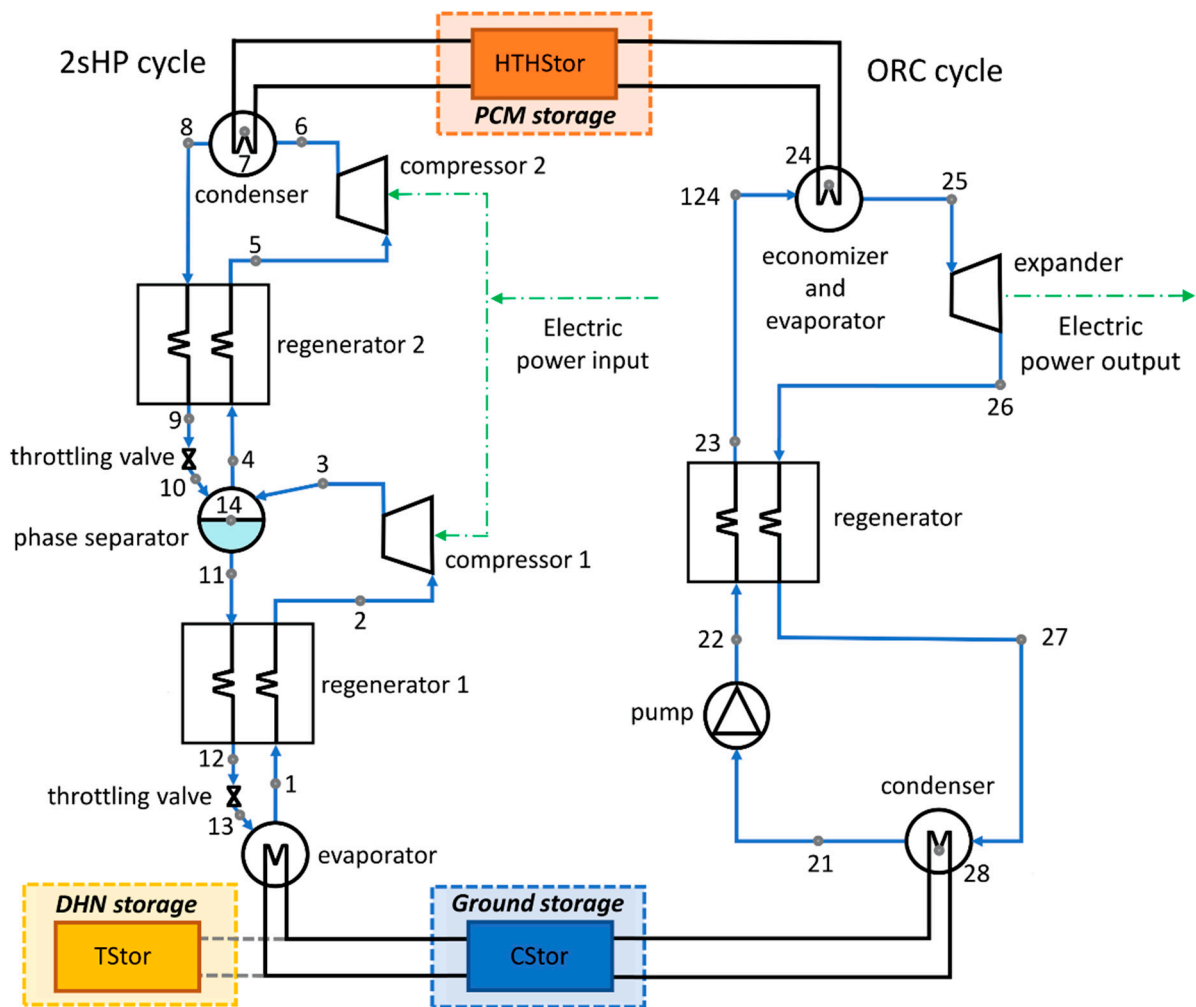 HTHStor
PCM storage
2sHP cycle
ORC cycle
8
6
7
condenser
compressor 2
5
24
124
25
economizer
and
evaporator
expander
regenerator 2
Electric
power input
Electric
power output
26
9
throttling valve
4
3
10
14
phase separator
compressor 1
11
2
23
regenerator
22
27
regenerator 1
pump
12
1
throttling valve
13
evaporator
condenser
21
28
DHN storage
TStor
Ground storage
CStor